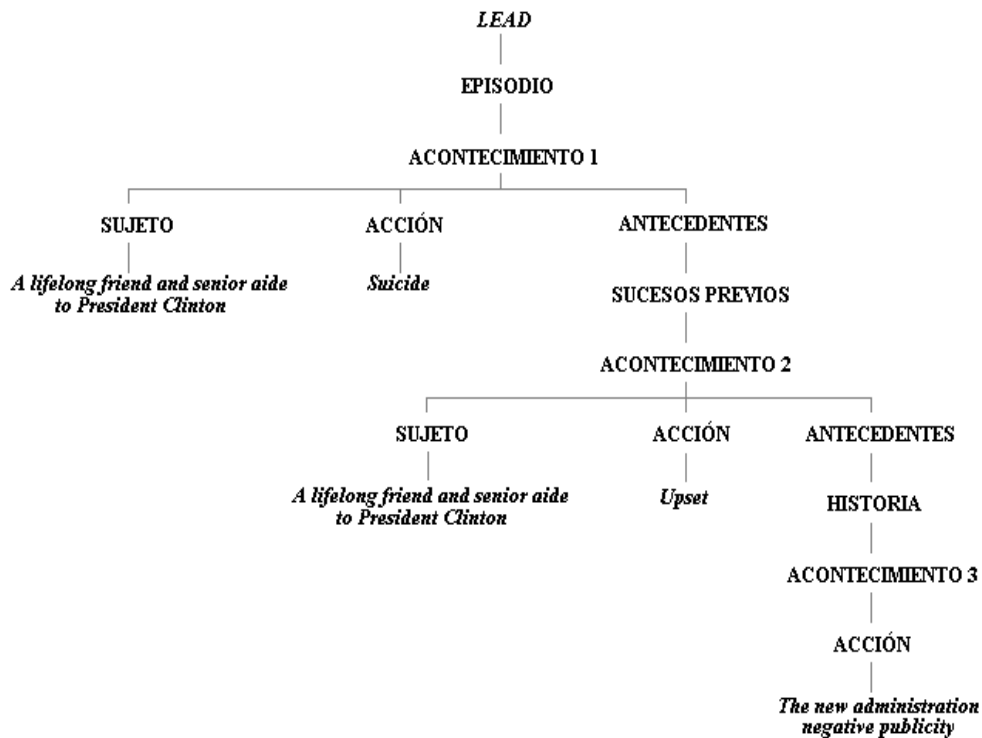 LEAD
EPISODIO
ACONTECIMIENTO 1
SUJETO ACCIÓN ANTECEDENTES
A lifelong friend and senior aide Suicide
to President Clinton
SUCESOS PREVIOS
ACONTECIMIENTO 2
SUJETO ACCIÓN ANTECEDENTES
A lifelong friend and senior aide Upset
to President Clinton
HISTORIA
ACONTECIMIENTO 3
ACCIÓN
The new administration
negative publicity